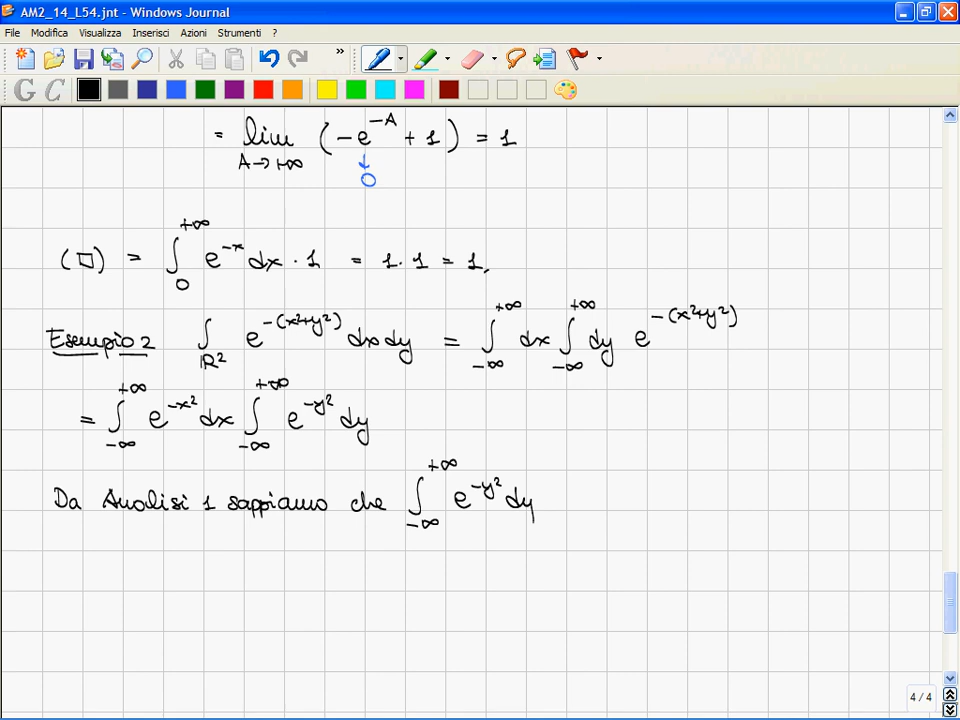 AM2_14_L54.jnt - Windows Journal
File Modifica Visualizza Inserisci Azioni Strumenti ?
G C
= lim (-e^{-A} + 1) = 1
A→+∞
↓
0
(□) = ∫_0^{+∞} e^{-x} dx · 1 = 1 · 1 = 1.
Esempio 2 ∫_{ℝ²} e^{-(x²+y²)} dx dy = ∫_{-∞}^{+∞} dx ∫_{-∞}^{+∞} dy e^{-(x²+y²)}
= ∫_{-∞}^{+∞} e^{-x²} dx ∫_{-∞}^{+∞} e^{-y²} dy
Da Analisi 1 sappiamo che ∫_{-∞}^{+∞} e^{-y²} dy
4 / 4